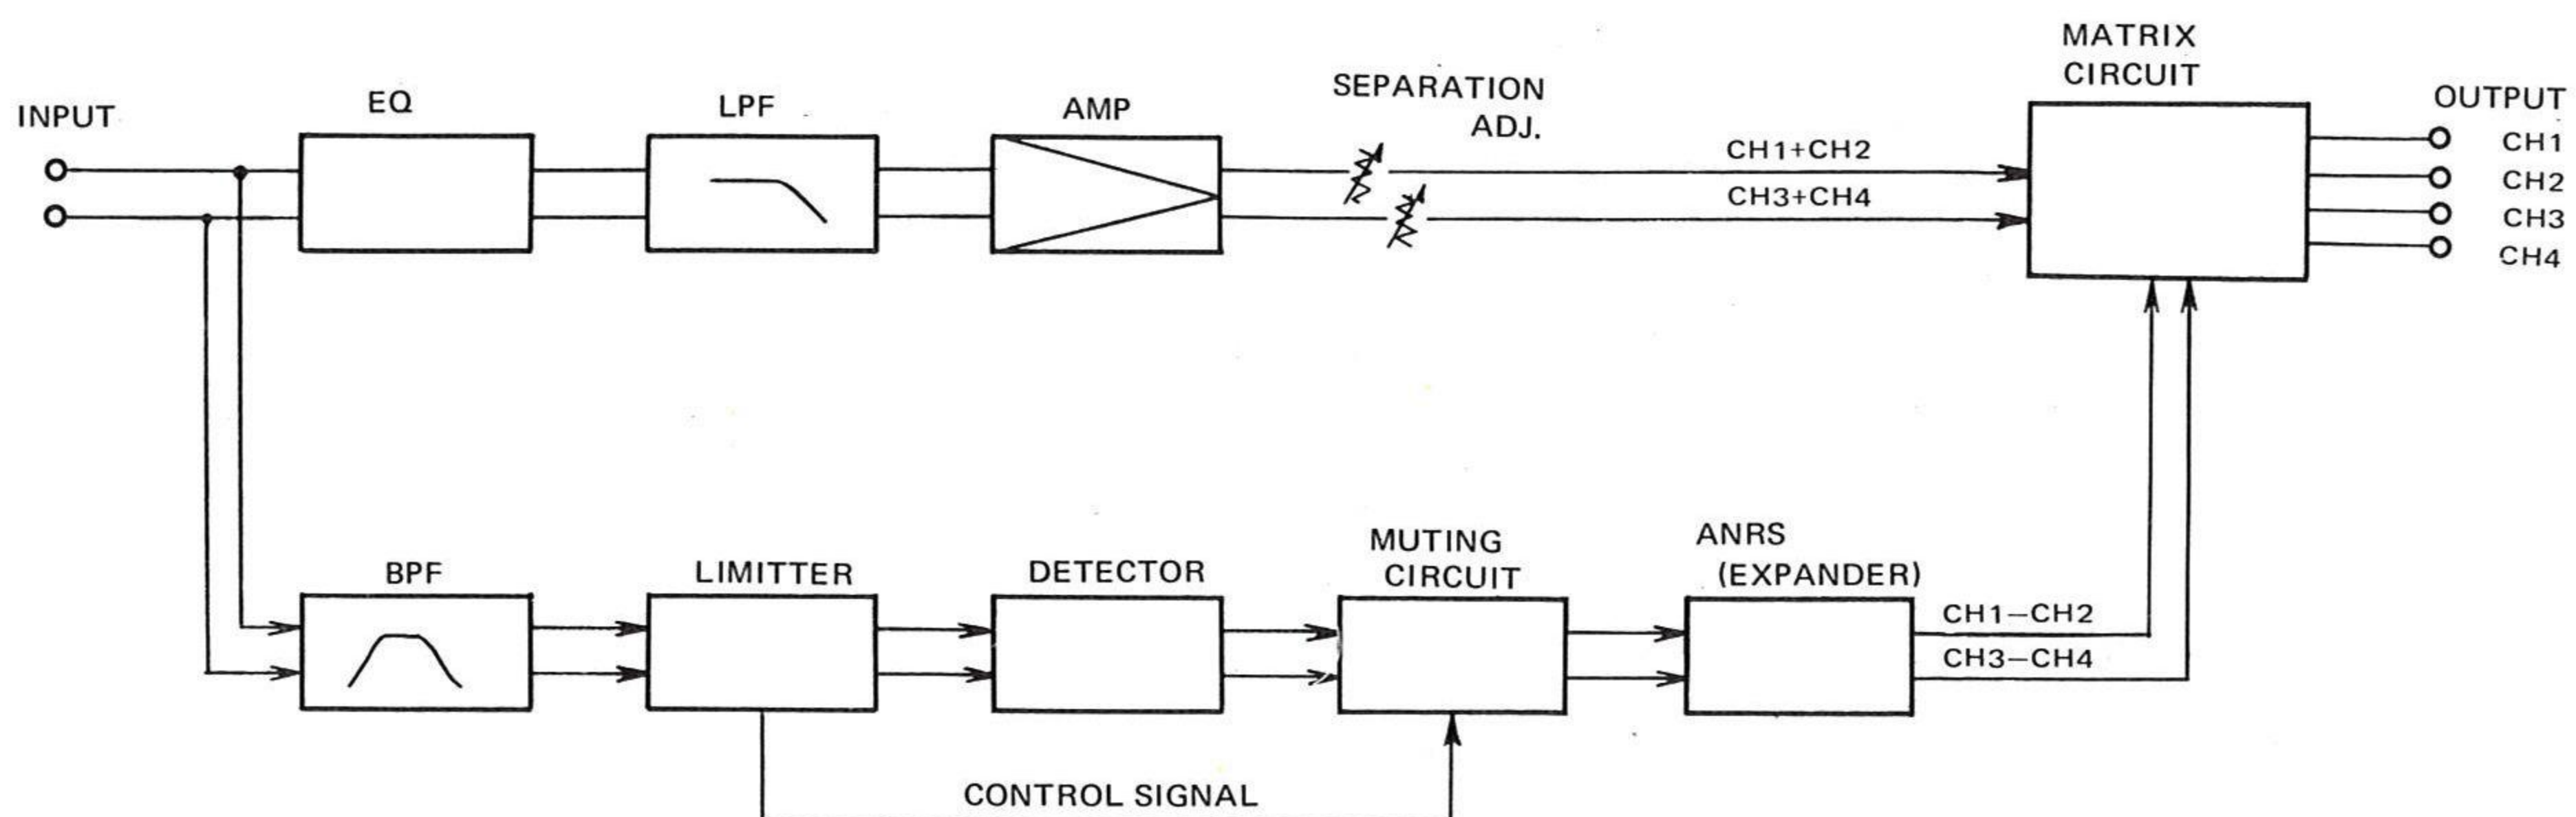 INPUT
EQ
LPF
AMP
SEPARATION
ADJ.
CH1+CH2
CH3+CH4
MATRIX
CIRCUIT
OUTPUT
CH1
CH2
CH3
CH4
BPF
LIMITTER
DETECTOR
MUTING
CIRCUIT
ANRS
(EXPANDER)
CH1−CH2
CH3−CH4
CONTROL SIGNAL